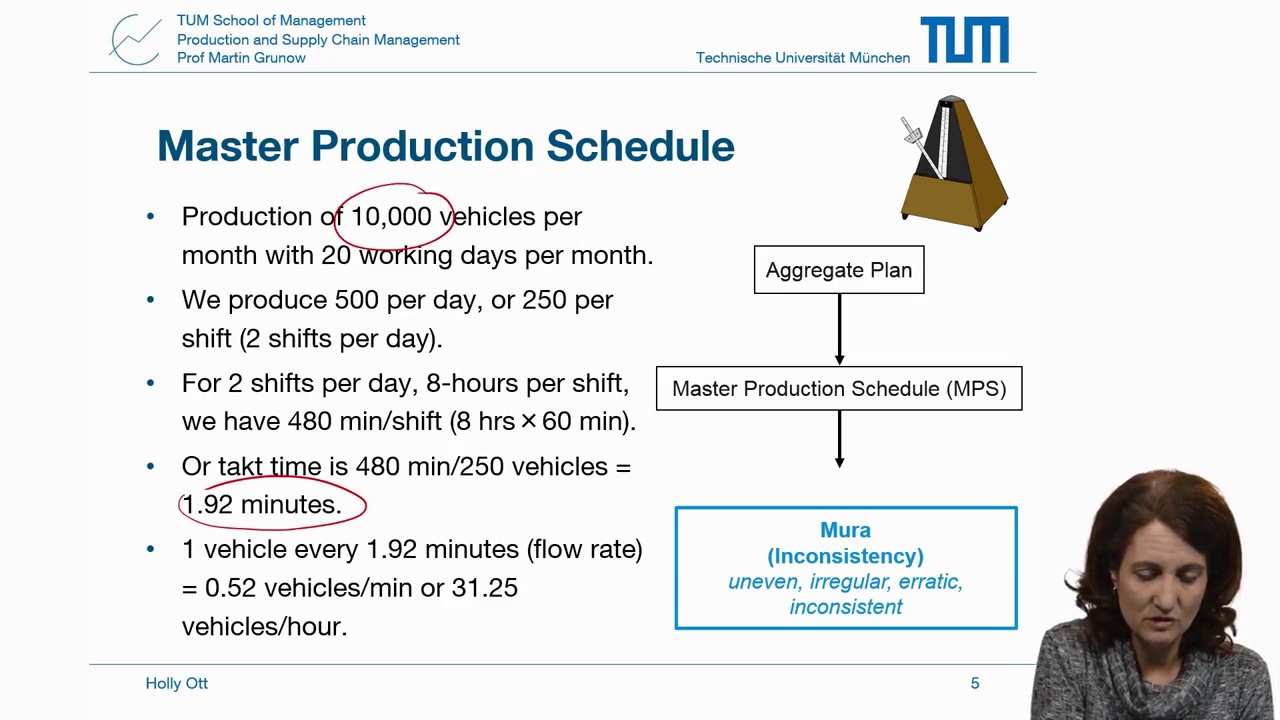 TUM School of Management
Production and Supply Chain Management
Prof Martin Grunow
Technische Universität München
TUM
Master Production Schedule
• Production of 10,000 vehicles per
month with 20 working days per month.
• We produce 500 per day, or 250 per
shift (2 shifts per day).
• For 2 shifts per day, 8-hours per shift,
we have 480 min/shift (8 hrs × 60 min).
• Or takt time is 480 min/250 vehicles =
1.92 minutes.
• 1 vehicle every 1.92 minutes (flow rate)
= 0.52 vehicles/min or 31.25
vehicles/hour.
Aggregate Plan
Master Production Schedule (MPS)
Mura
(Inconsistency)
uneven, irregular, erratic,
inconsistent
Holly Ott
5